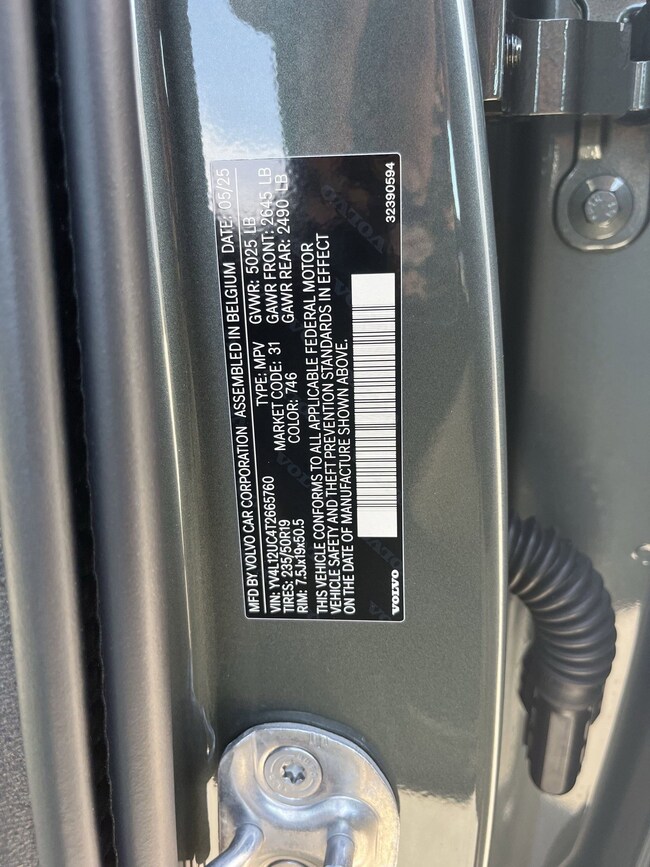 MFD BY VOLVO CAR CORPORATION ASSEMBLED IN BELGIUM DATE: 05/25
VIN: YV4L12UC4T2665760 TYPE: MPV GVWR: 5025 LB
TIRES: 235/50R19 MARKET CODE: 31 GAWR FRONT: 2645 LB
RIM: 7.5Jx19x50.5 COLOR: 746 GAWR REAR: 2490 LB
THIS VEHICLE CONFORMS TO ALL APPLICABLE FEDERAL MOTOR
VEHICLE SAFETY AND THEFT PREVENTION STANDARDS IN EFFECT
ON THE DATE OF MANUFACTURE SHOWN ABOVE.
VOLVO 32390594